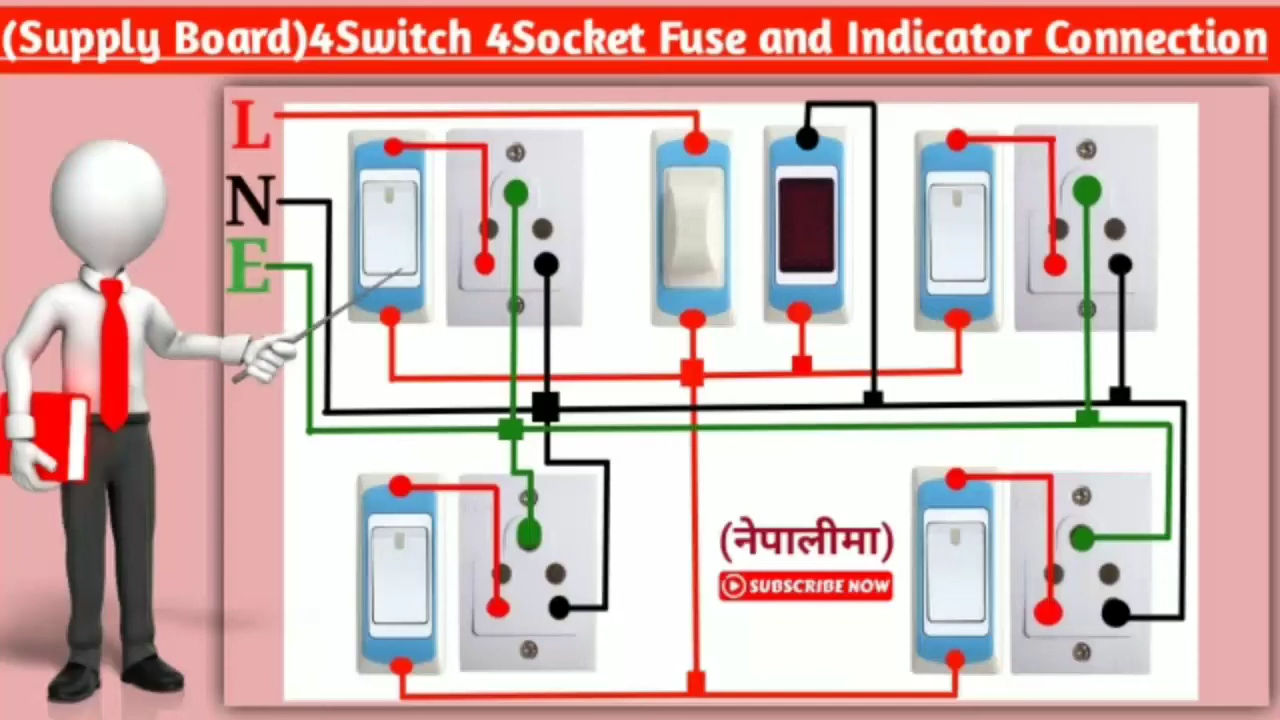 (Supply Board)4Switch 4Socket Fuse and Indicator Connection
L
N
E
(नेपालीमा)
SUBSCRIBE NOW